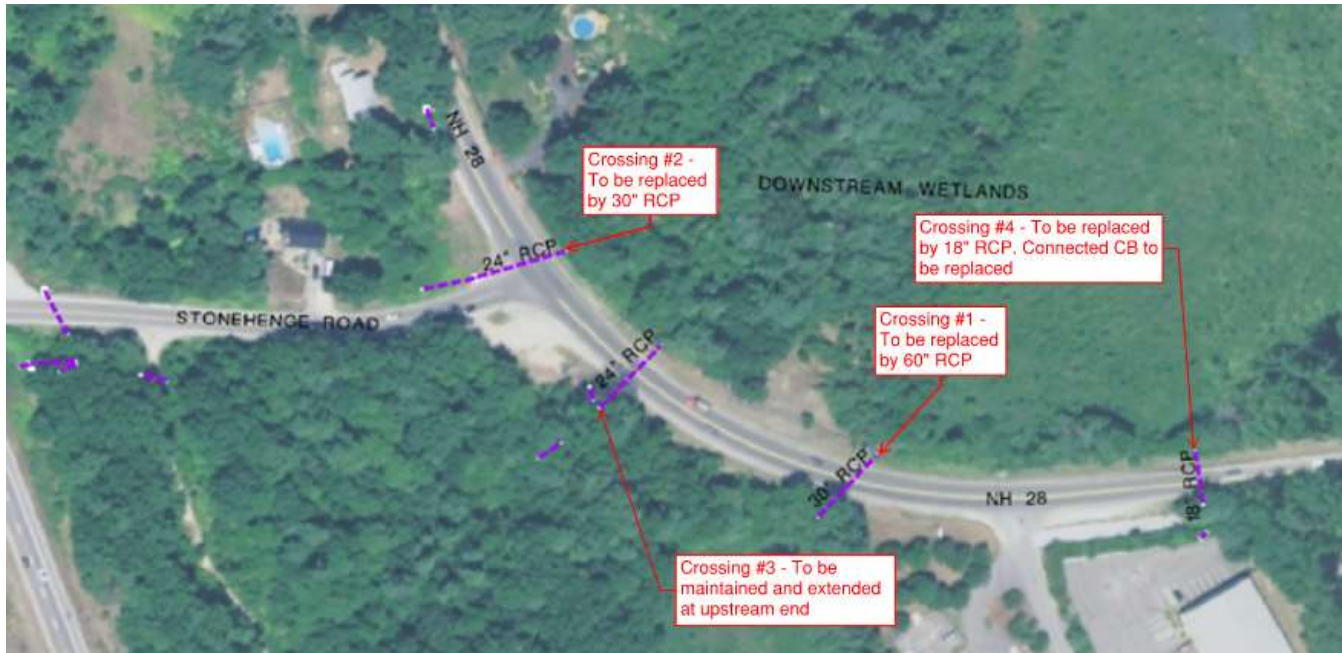 NH 28
Crossing #2 -
To be replaced
by 30" RCP
DOWNSTREAM WETLANDS
Crossing #4 - To be replaced
by 18" RCP. Connected CB to
be replaced
24" RCP
STONEHENGE ROAD
Crossing #1 -
To be replaced
by 60" RCP
24" RCP
30" RCP
18" RCP
NH 28
Crossing #3 - To be
maintained and extended
at upstream end